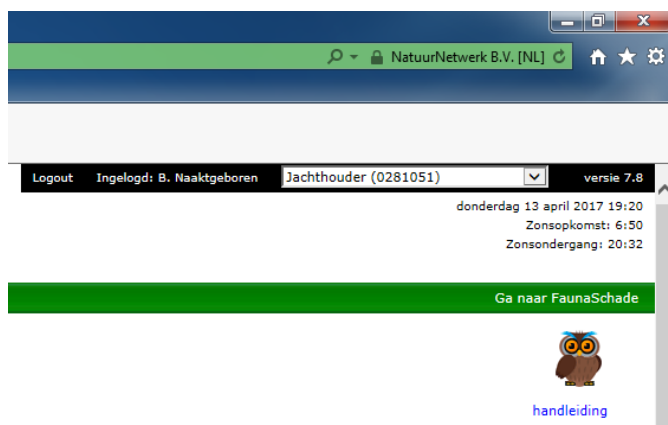 NatuurNetwerk B.V. [NL]
Logout Ingelogd: B. Naaktgeboren Jachthouder (0281051) versie 7.8
donderdag 13 april 2017 19:20
Zonsopkomst: 6:50
Zonsondergang: 20:32
Ga naar FaunaSchade
handleiding